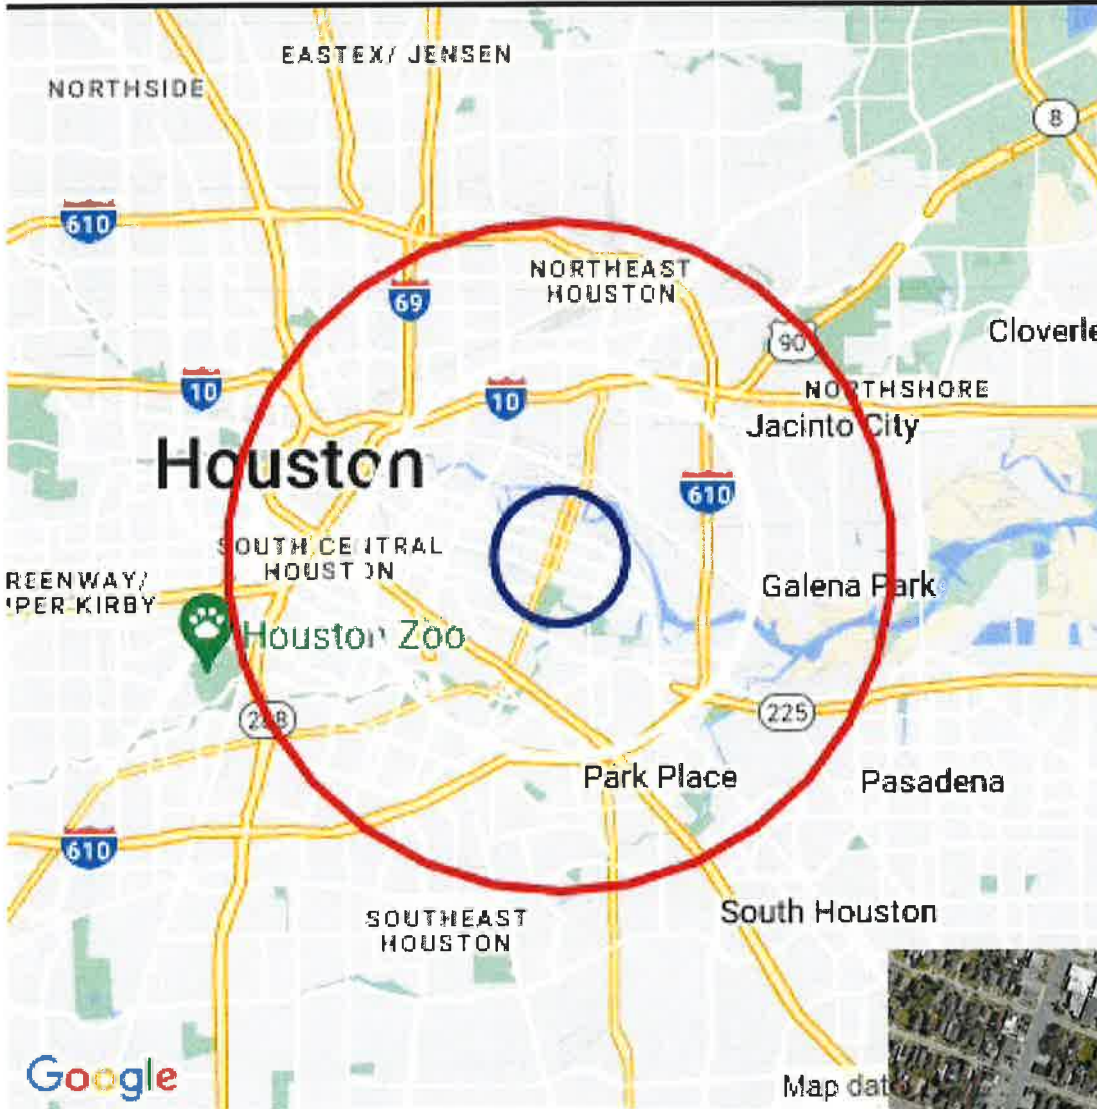 EASTEX/ JENSEN
NORTHSIDE
8
610
NORTHEAST
HOUSTON
69
90
Cloverle
10
10
NORTHSHORE
Jacinto City
Houston
610
SOUTH CENTRAL
HOUSTON
REENWAY/
PER KIRBY
Galena Park
Houston Zoo
288
225
Park Place
Pasadena
610
SOUTHEAST
HOUSTON
South Houston
Google
Map dat